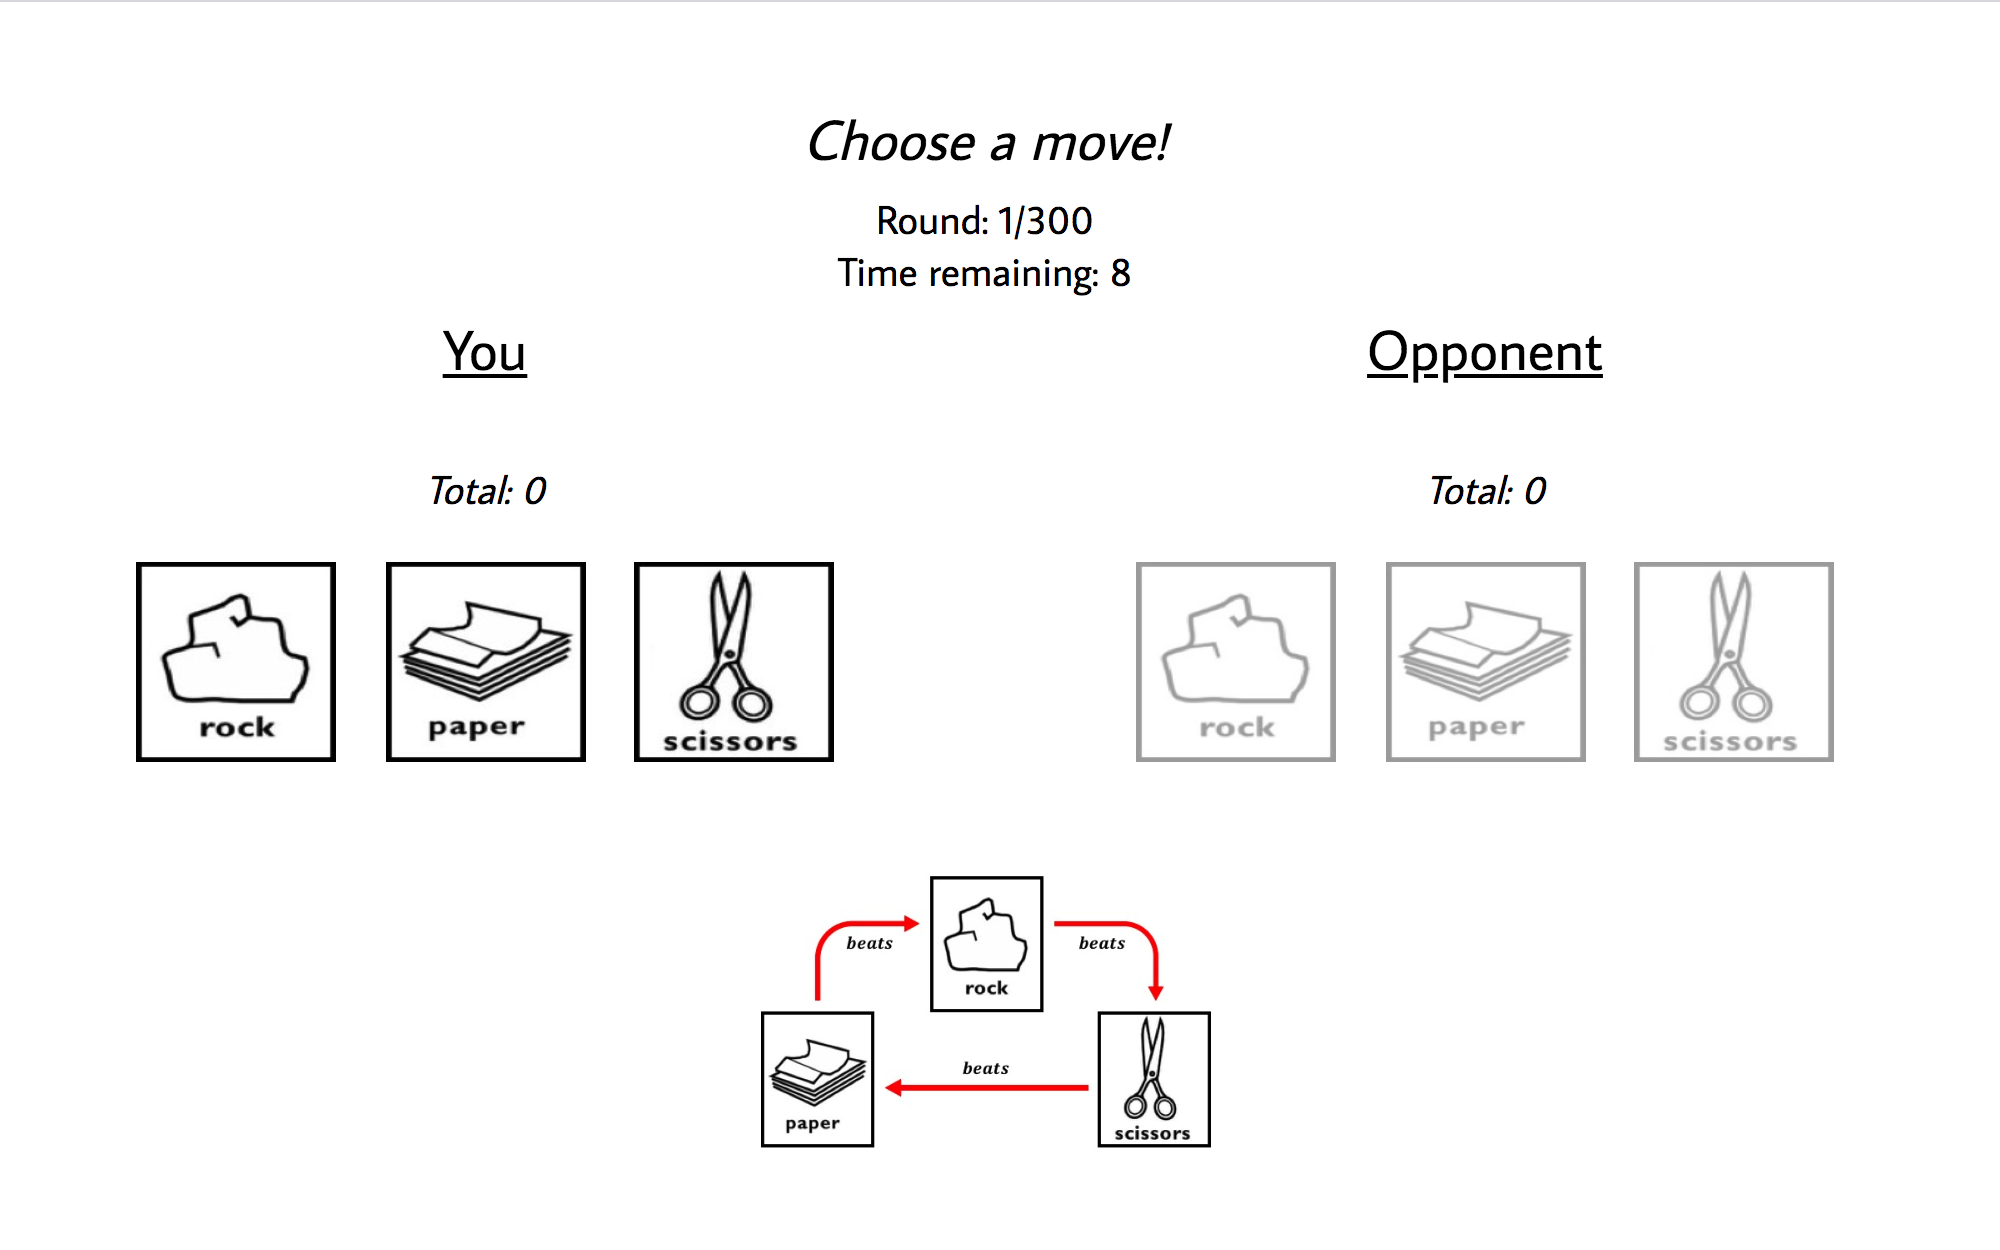 Choose a move!
Round: 1/300
Time remaining: 8
You
Opponent
Total: 0
Total: 0
rock
paper
scissors
rock
paper
scissors
beats
beats
rock
beats
paper
scissors